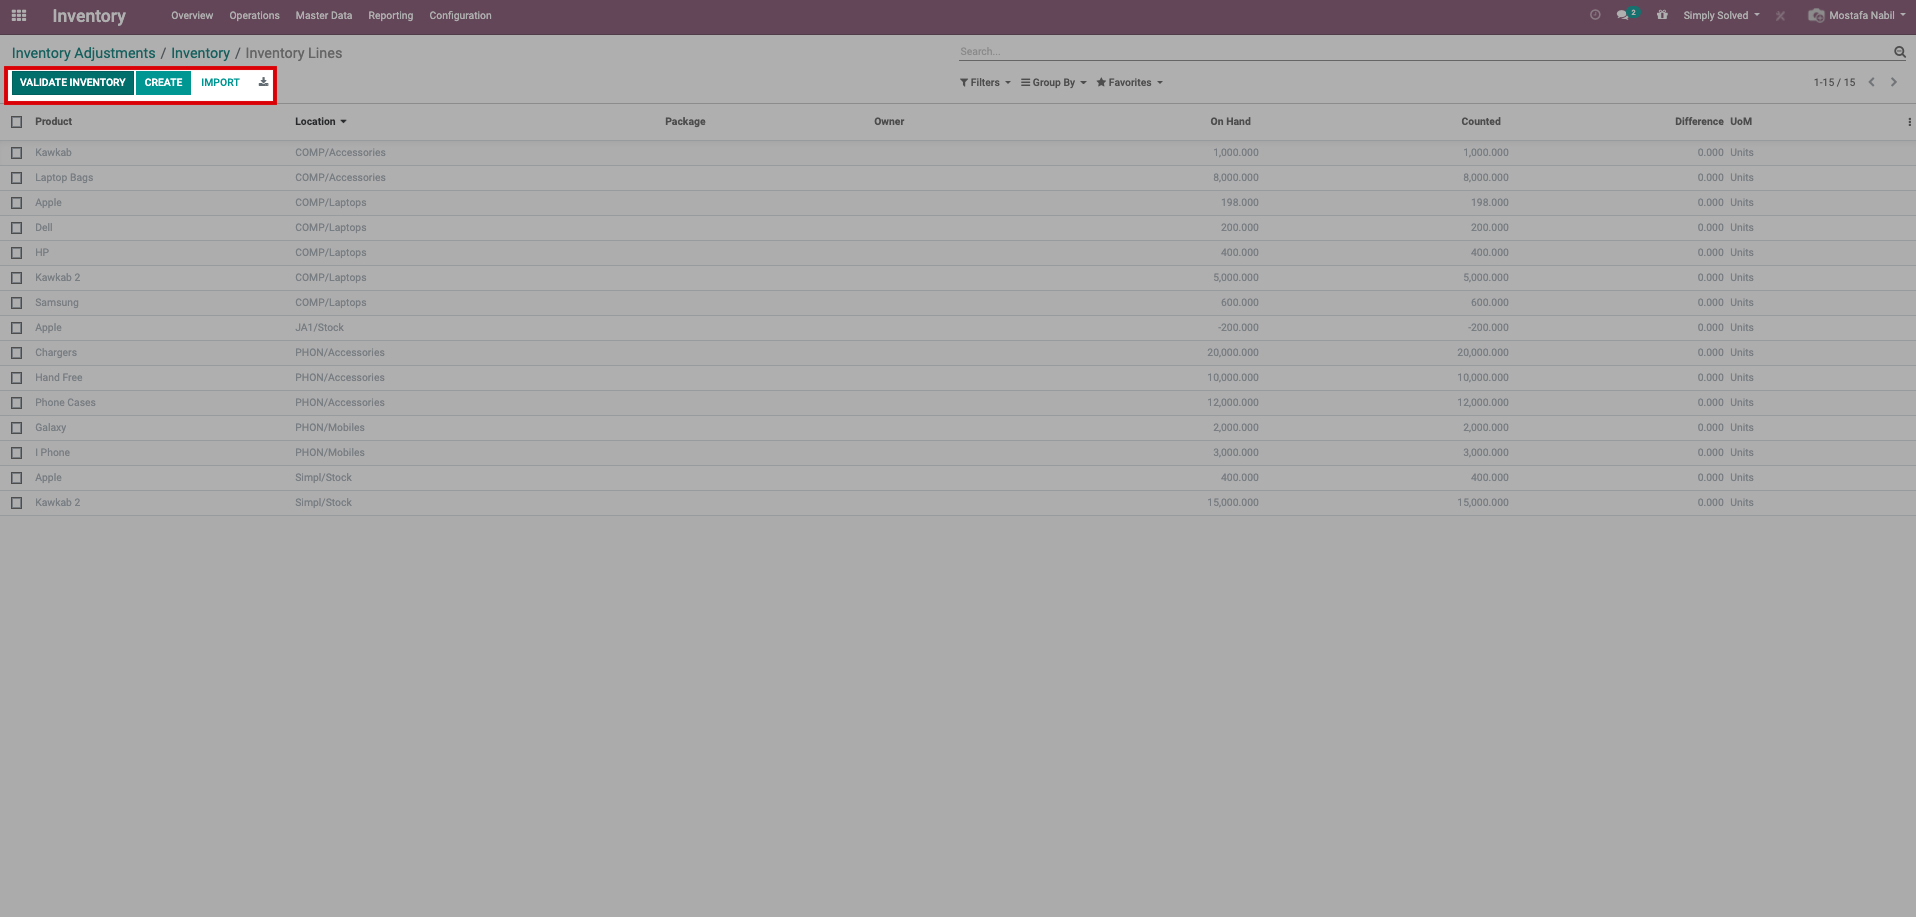 Inventory Overview Operations Master Data Reporting Configuration 2 Simply Solved Mostafa Nabil
Inventory Adjustments / Inventory / Inventory Lines Search...
VALIDATE INVENTORY CREATE IMPORT Filters Group By Favorites 1-15 / 15
Product Location Package Owner On Hand Counted Difference UoM
Kawkab COMP/Accessories 1,000.000 1,000.000 0.000 Units
Laptop Bags COMP/Accessories 8,000.000 8,000.000 0.000 Units
Apple COMP/Laptops 198.000 198.000 0.000 Units
Dell COMP/Laptops 200.000 200.000 0.000 Units
HP COMP/Laptops 400.000 400.000 0.000 Units
Kawkab 2 COMP/Laptops 5,000.000 5,000.000 0.000 Units
Samsung COMP/Laptops 600.000 600.000 0.000 Units
Apple JA1/Stock -200.000 -200.000 0.000 Units
Chargers PHON/Accessories 20,000.000 20,000.000 0.000 Units
Hand Free PHON/Accessories 10,000.000 10,000.000 0.000 Units
Phone Cases PHON/Accessories 12,000.000 12,000.000 0.000 Units
Galaxy PHON/Mobiles 2,000.000 2,000.000 0.000 Units
I Phone PHON/Mobiles 3,000.000 3,000.000 0.000 Units
Apple Simpl/Stock 400.000 400.000 0.000 Units
Kawkab 2 Simpl/Stock 15,000.000 15,000.000 0.000 Units